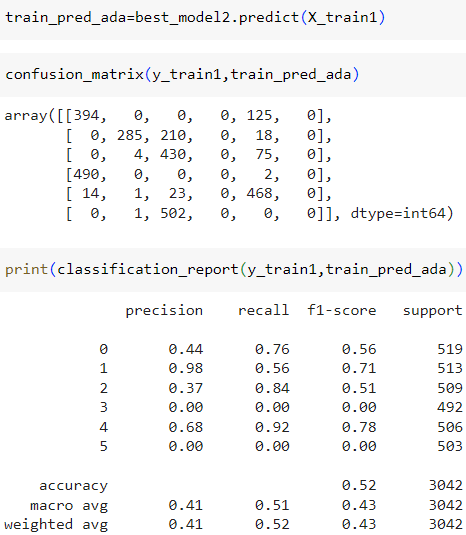 train_pred_ada=best_model2.predict(X_train1)
confusion_matrix(y_train1,train_pred_ada)
array([[394, 0, 0, 0, 125, 0],
[ 0, 285, 210, 0, 18, 0],
[ 0, 4, 430, 0, 75, 0],
[490, 0, 0, 0, 2, 0],
[ 14, 1, 23, 0, 468, 0],
[ 0, 1, 502, 0, 0, 0]], dtype=int64)
print(classification_report(y_train1,train_pred_ada))
precision recall f1-score support
0 0.44 0.76 0.56 519
1 0.98 0.56 0.71 513
2 0.37 0.84 0.51 509
3 0.00 0.00 0.00 492
4 0.68 0.92 0.78 506
5 0.00 0.00 0.00 503
accuracy 0.52 3042
macro avg 0.41 0.51 0.43 3042
weighted avg 0.41 0.52 0.43 3042